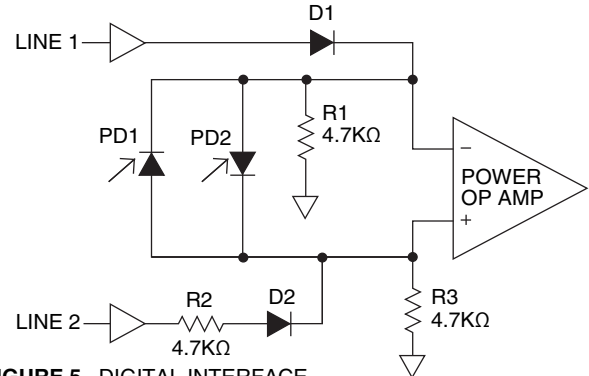 D1
LINE 1
PD1
PD2
R1
4.7KΩ
−
POWER
OP AMP
+
R2
D2
R3
4.7KΩ
LINE 2
4.7KΩ
FIGURE 5. DIGITAL INTERFACE